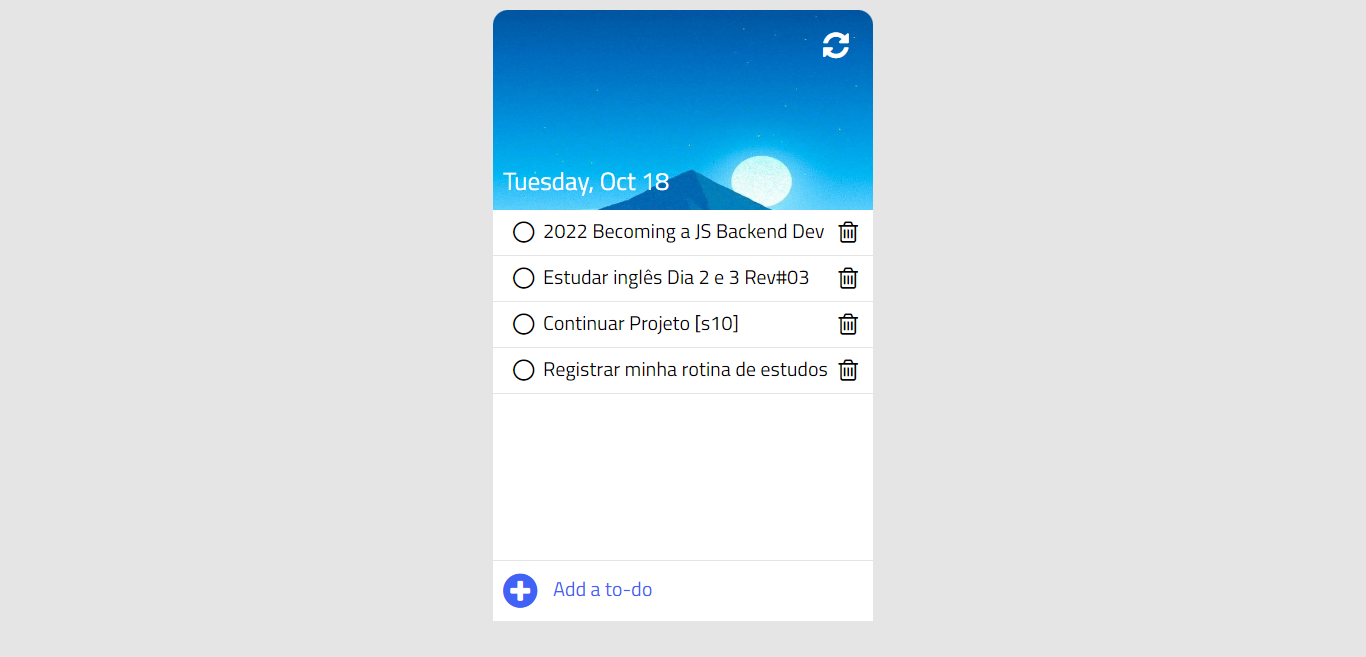 Tuesday, Oct 18
2022 Becoming a JS Backend Dev
Estudar inglês Dia 2 e 3 Rev#03
Continuar Projeto [s10]
Registrar minha rotina de estudos
Add a to-do